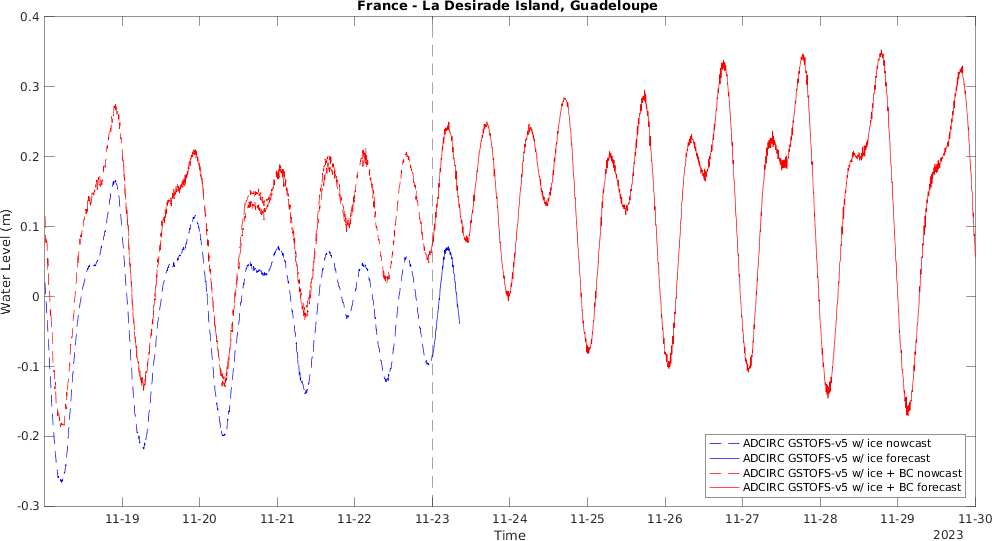 France - La Desirade Island, Guadeloupe
0.4
0.3
0.2
0.1
0
-0.1
-0.2
-0.3
Water Level (m)
11-19 11-20 11-21 11-22 11-23 11-24 11-25 11-26 11-27 11-28 11-29 11-30
Time
2023
ADCIRC GSTOFS-v5 w/ ice nowcast
ADCIRC GSTOFS-v5 w/ ice forecast
ADCIRC GSTOFS-v5 w/ ice + BC nowcast
ADCIRC GSTOFS-v5 w/ ice + BC forecast